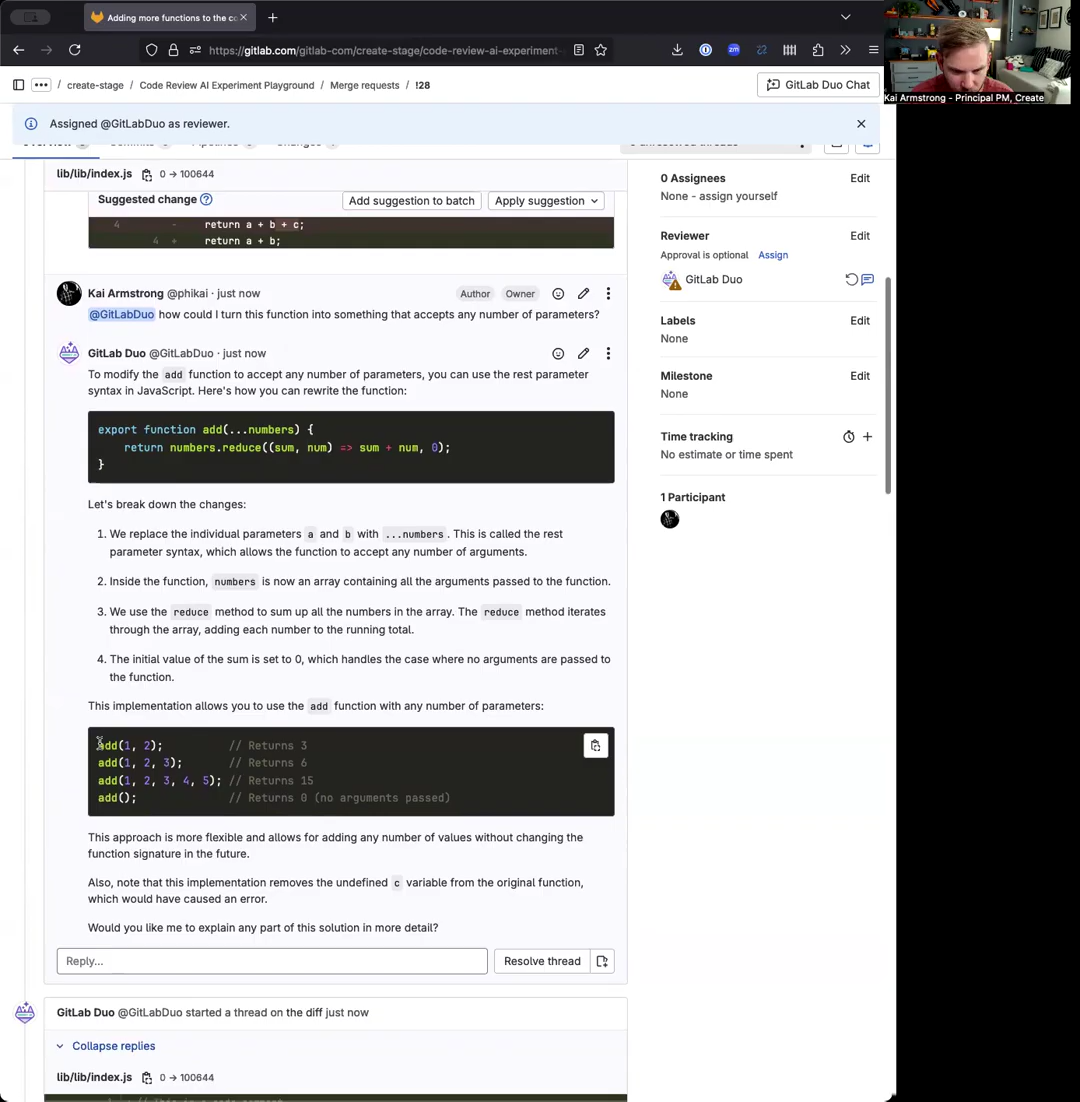 Adding more functions to the co
https://gitlab.com/gitlab-com/create-stage/code-review-ai-experiment-
zm
Kai Armstrong - Principal PM, Create
/ create-stage / Code Review AI Experiment Playground / Merge requests / !28
GitLab Duo Chat
Assigned @GitLabDuo as reviewer.
lib/lib/index.js 0 → 100644
Suggested change
Add suggestion to batch
Apply suggestion
4 - return a + b + c;
4 + return a + b;
Kai Armstrong @phikai · just now
Author
Owner
@GitLabDuo how could I turn this function into something that accepts any number of parameters?
GitLab Duo @GitLabDuo · just now
To modify the add function to accept any number of parameters, you can use the rest parameter
syntax in JavaScript. Here's how you can rewrite the function:
export function add(...numbers) {
return numbers.reduce((sum, num) => sum + num, 0);
}
Let's break down the changes:
1. We replace the individual parameters a and b with ...numbers . This is called the rest
parameter syntax, which allows the function to accept any number of arguments.
2. Inside the function, numbers is now an array containing all the arguments passed to the function.
3. We use the reduce method to sum up all the numbers in the array. The reduce method iterates
through the array, adding each number to the running total.
4. The initial value of the sum is set to 0, which handles the case where no arguments are passed to
the function.
This implementation allows you to use the add function with any number of parameters:
add(1, 2); // Returns 3
add(1, 2, 3); // Returns 6
add(1, 2, 3, 4, 5); // Returns 15
add(); // Returns 0 (no arguments passed)
This approach is more flexible and allows for adding any number of values without changing the
function signature in the future.
Also, note that this implementation removes the undefined c variable from the original function,
which would have caused an error.
Would you like me to explain any part of this solution in more detail?
Reply...
Resolve thread
GitLab Duo @GitLabDuo started a thread on the diff just now
Collapse replies
lib/lib/index.js 0 → 100644
0 Assignees
Edit
None - assign yourself
Reviewer
Edit
Approval is optional Assign
GitLab Duo
Labels
Edit
None
Milestone
Edit
None
Time tracking
No estimate or time spent
1 Participant